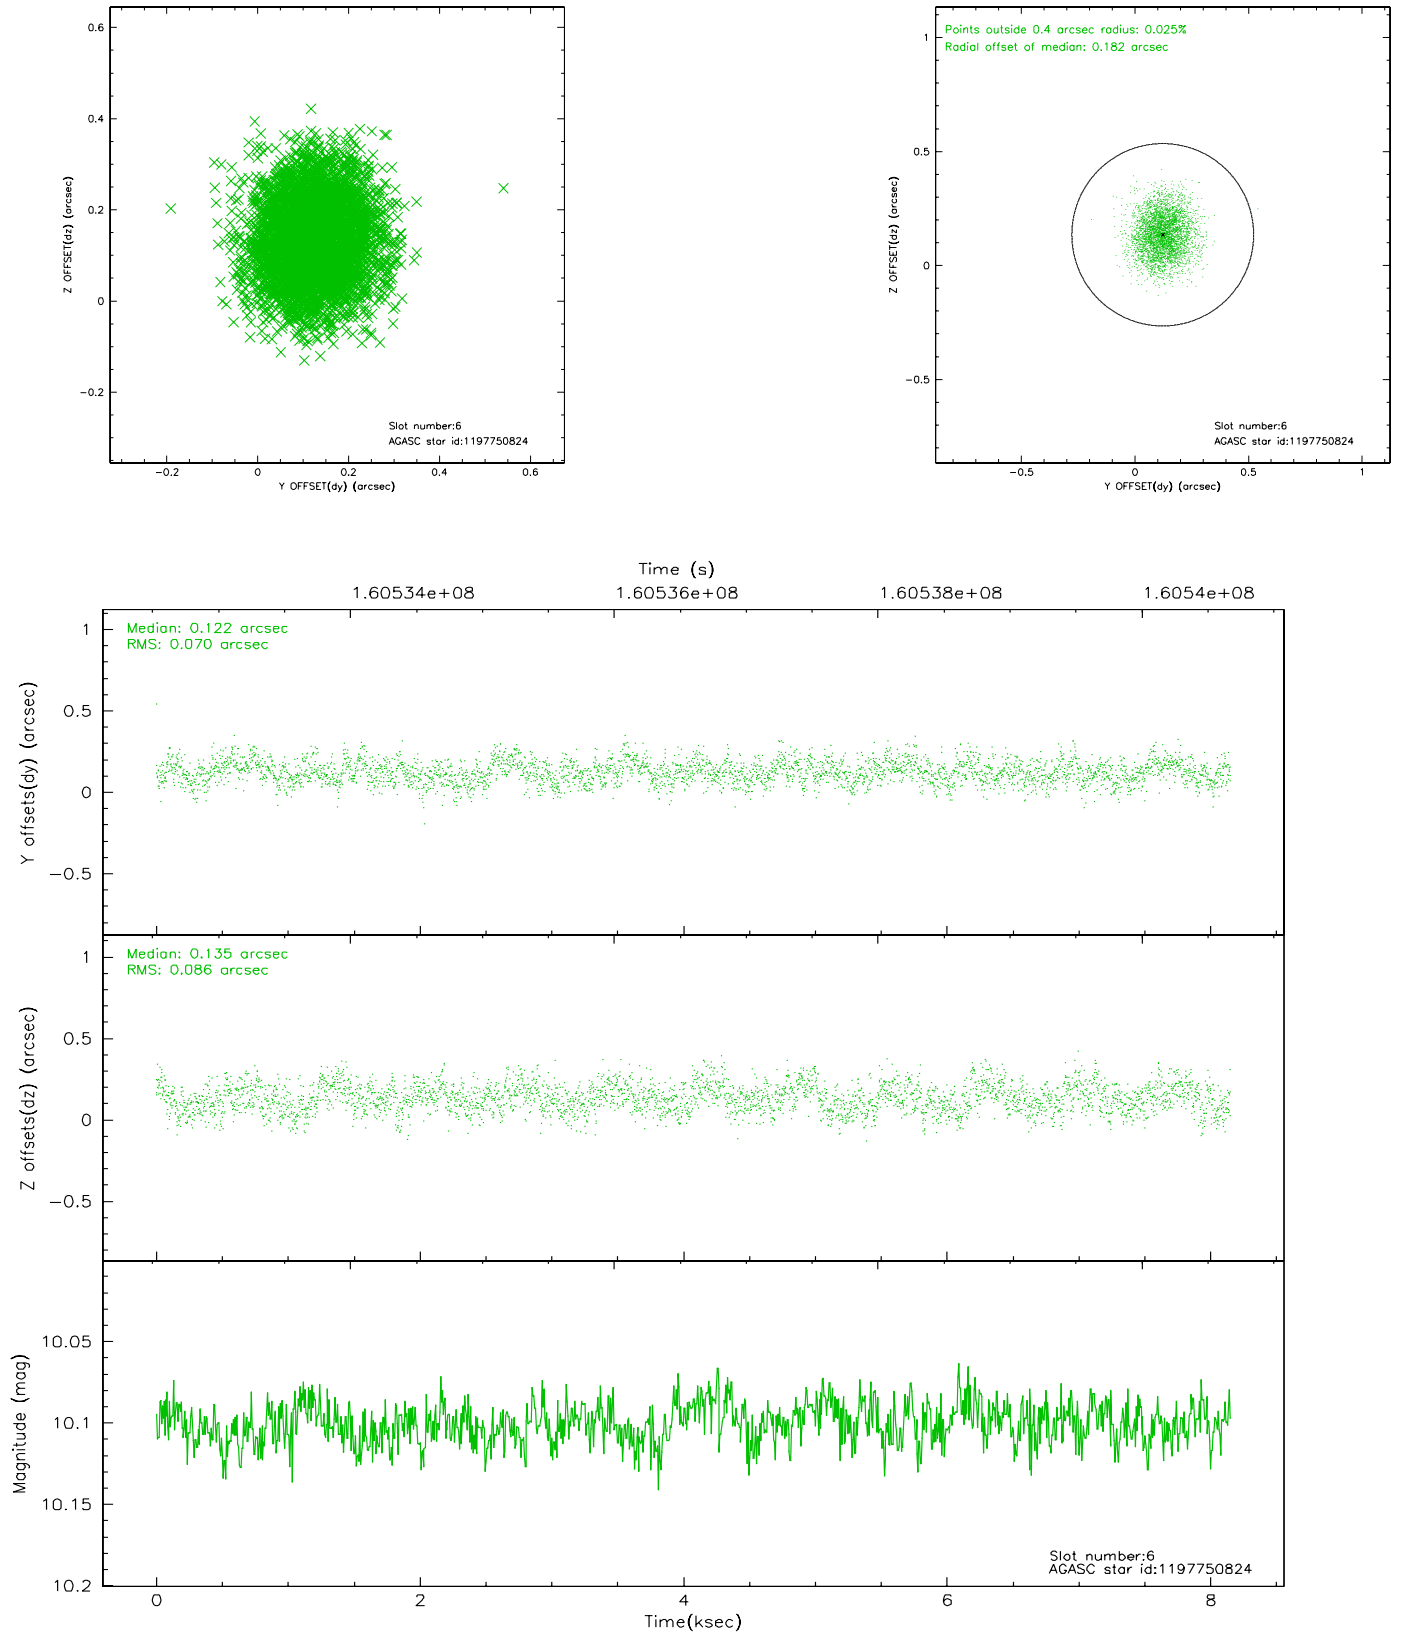 0.6
0.4
0.2
0
−0.2
Z OFFSET(dz) (arcsec)
Slot number:6
AGASC star id:1197750824
−0.2 0 0.2 0.4 0.6
Y OFFSET(dy) (arcsec)
Points outside 0.4 arcsec radius: 0.025%
Radial offset of median: 0.182 arcsec
1
0.5
0
−0.5
Z OFFSET(dz) (arcsec)
Slot number:6
AGASC star id:1197750824
−0.5 0 0.5 1
Y OFFSET(dy) (arcsec)
Time (s)
1.60534e+08 1.60536e+08 1.60538e+08 1.6054e+08
Median: 0.122 arcsec
RMS: 0.070 arcsec
1
0.5
0
−0.5
Y offsets(dy) (arcsec)
Median: 0.135 arcsec
RMS: 0.086 arcsec
1
0.5
0
−0.5
Z offsets(dz) (arcsec)
10.05
10.1
10.15
10.2
Magnitude (mag)
Slot number:6
AGASC star id:1197750824
0 2 4 6 8
Time(ksec)